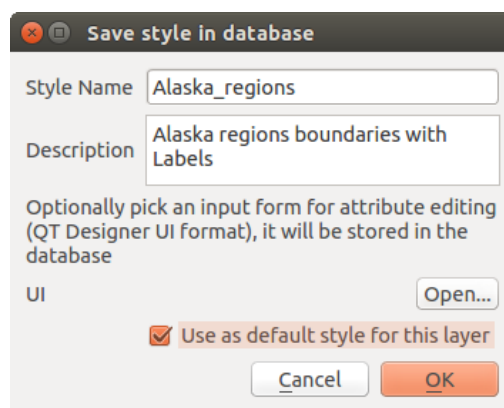 Save style in database
Style Name Alaska_regions
Description Alaska regions boundaries with
Labels
Optionally pick an input form for attribute editing
(QT Designer UI format), it will be stored in the
database
UI Open...
Use as default style for this layer
Cancel OK